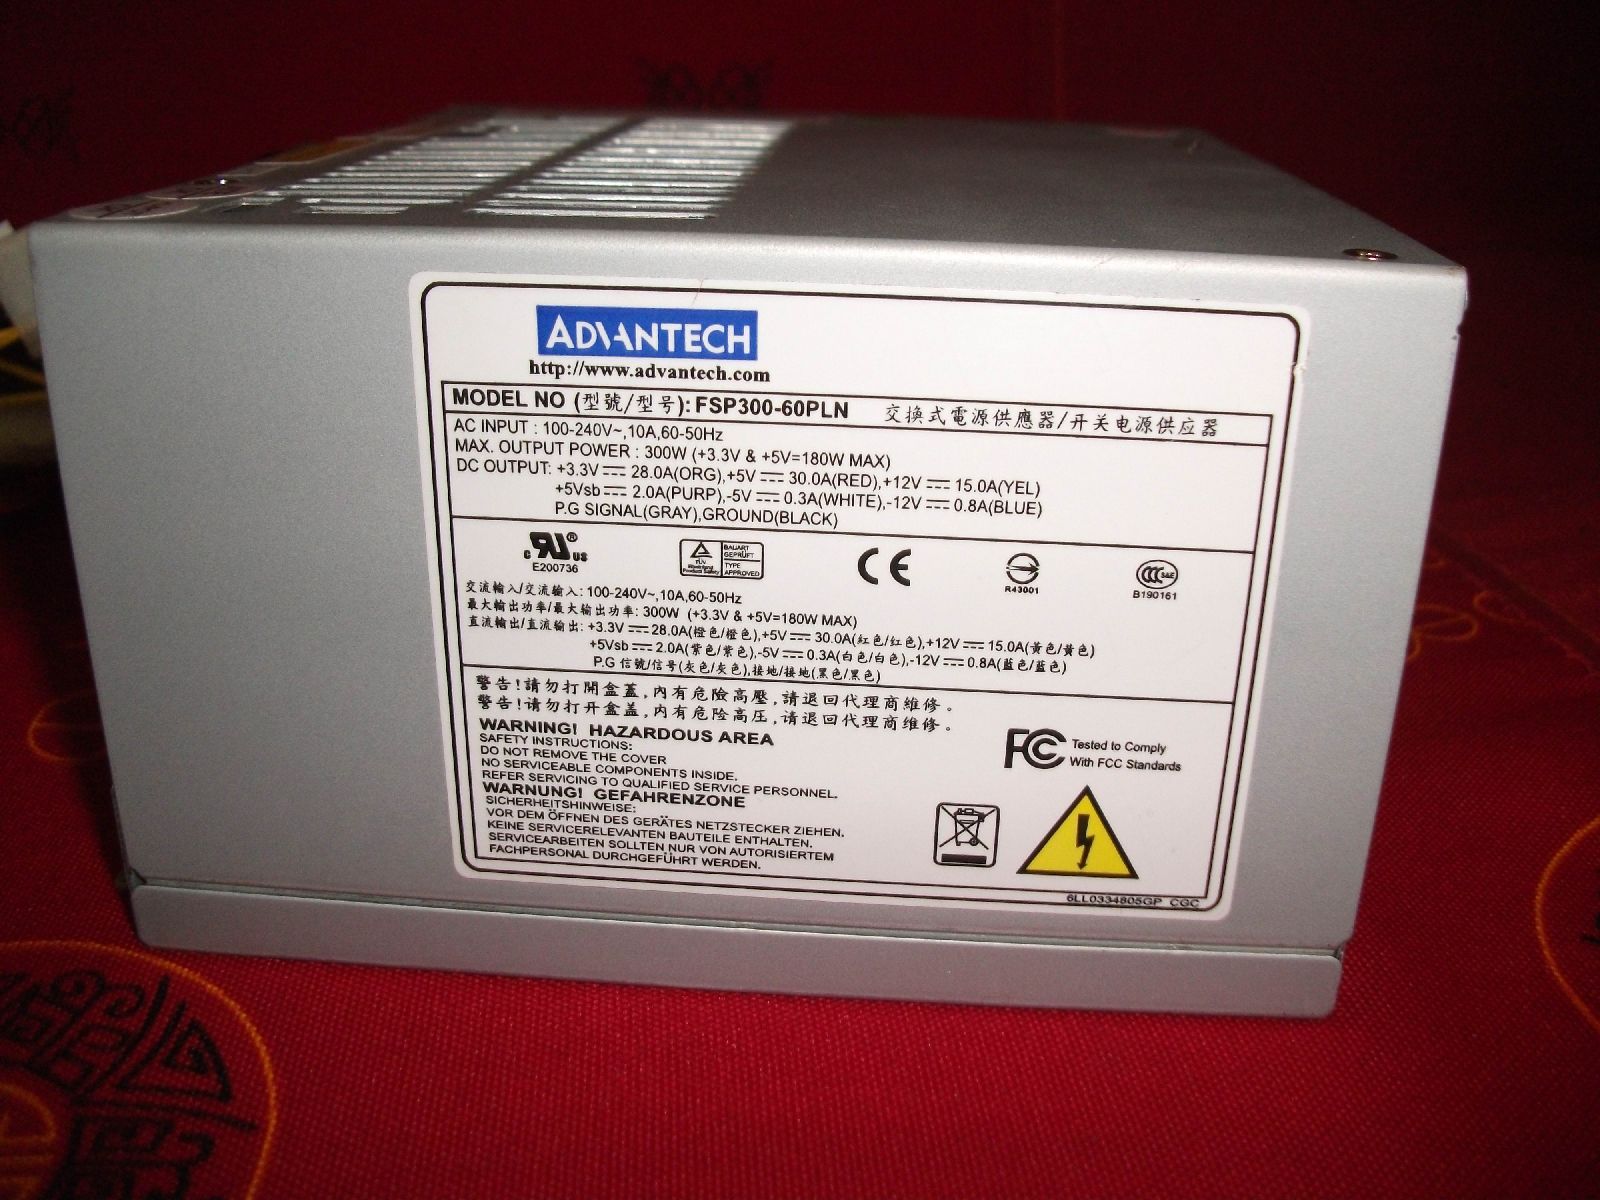 ADVANTECH
http://www.advantech.com
MODEL NO (型號/型号): FSP300-60PLN 交換式電源供應器/开关电源供应器
AC INPUT : 100-240V~,10A,60-50Hz
MAX. OUTPUT POWER : 300W (+3.3V & +5V=180W MAX)
DC OUTPUT: +3.3V ⎓ 28.0A(ORG),+5V ⎓ 30.0A(RED),+12V ⎓ 15.0A(YEL)
+5Vsb ⎓ 2.0A(PURP),-5V ⎓ 0.3A(WHITE),-12V ⎓ 0.8A(BLUE)
P.G SIGNAL(GRAY),GROUND(BLACK)
c RU® us
E200736
TÜV
BAUART GEPRÜFT
TYPE APPROVED
CE
R43001
CCC S&E
B190161
交流輸入/交流输入: 100-240V~,10A,60-50Hz
最大輸出功率/最大输出功率: 300W (+3.3V & +5V=180W MAX)
直流輸出/直流输出: +3.3V ⎓ 28.0A(橙色/橙色),+5V ⎓ 30.0A(紅色/红色),+12V ⎓ 15.0A(黃色/黄色)
+5Vsb ⎓ 2.0A(紫色/紫色),-5V ⎓ 0.3A(白色/白色),-12V ⎓ 0.8A(藍色/蓝色)
P.G 信號/信号(灰色/灰色),接地/接地(黑色/黑色)
警告!請勿打開盒蓋,內有危險高壓,請退回代理商維修。
警告!请勿打开盒盖,内有危险高压,请退回代理商维修。
WARNING! HAZARDOUS AREA
SAFETY INSTRUCTIONS:
DO NOT REMOVE THE COVER
NO SERVICEABLE COMPONENTS INSIDE.
REFER SERVICING TO QUALIFIED SERVICE PERSONNEL.
WARNUNG! GEFAHRENZONE
SICHERHEITSHINWEISE:
VOR DEM ÖFFNEN DES GERÄTES NETZSTECKER ZIEHEN.
KEINE SERVICERELEVANTEN BAUTEILE ENTHALTEN.
SERVICEARBEITEN SOLLTEN NUR VON AUTORISIERTEM
FACHPERSONAL DURCHGEFÜHRT WERDEN.
FC Tested to Comply
With FCC Standards
6LL0334805GP CGC